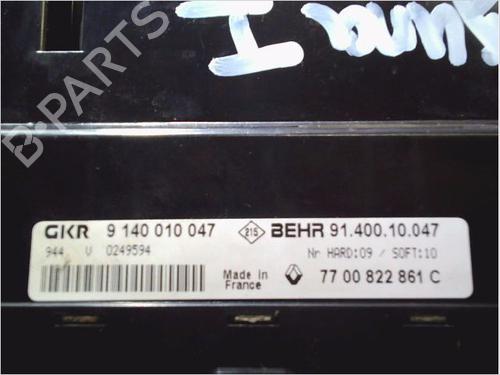 B-PARTS
GKR 9 140 010 047 215 BEHR 91.400.10.047
944 V 0249594 Nr HARD:09 / SOFT:10
Made in France 77 00 822 861 C